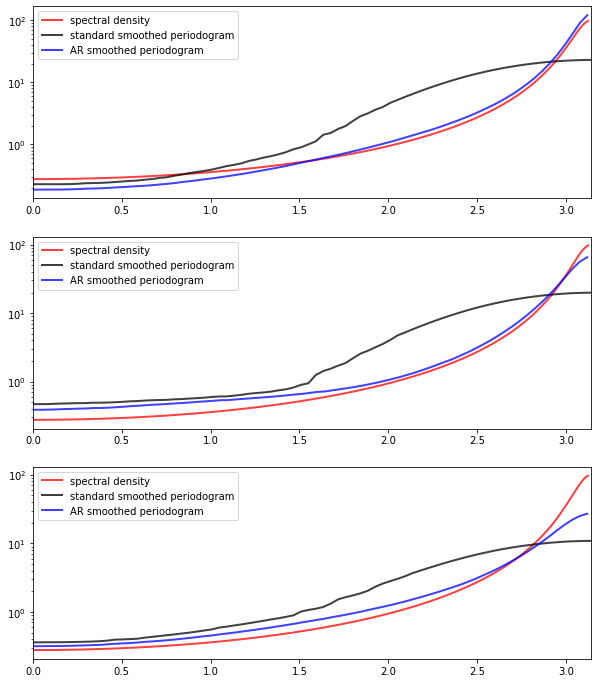 spectral density
standard smoothed periodogram
AR smoothed periodogram
10²
10¹
10⁰
0.0 0.5 1.0 1.5 2.0 2.5 3.0
spectral density
standard smoothed periodogram
AR smoothed periodogram
10²
10¹
10⁰
0.0 0.5 1.0 1.5 2.0 2.5 3.0
spectral density
standard smoothed periodogram
AR smoothed periodogram
10²
10¹
10⁰
0.0 0.5 1.0 1.5 2.0 2.5 3.0